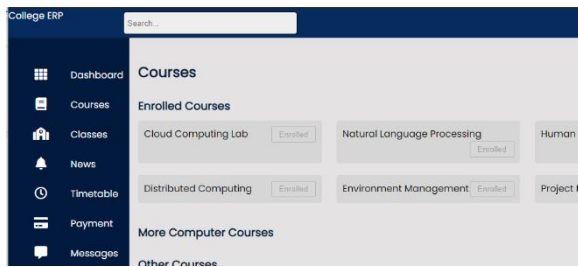 College ERP
Search...
Dashboard
Courses
Classes
News
Timetable
Payment
Messages
Courses
Enrolled Courses
Cloud Computing Lab Enrolled
Natural Language Processing Enrolled
Human
Distributed Computing Enrolled
Environment Management Enrolled
Project
More Computer Courses
Other Courses